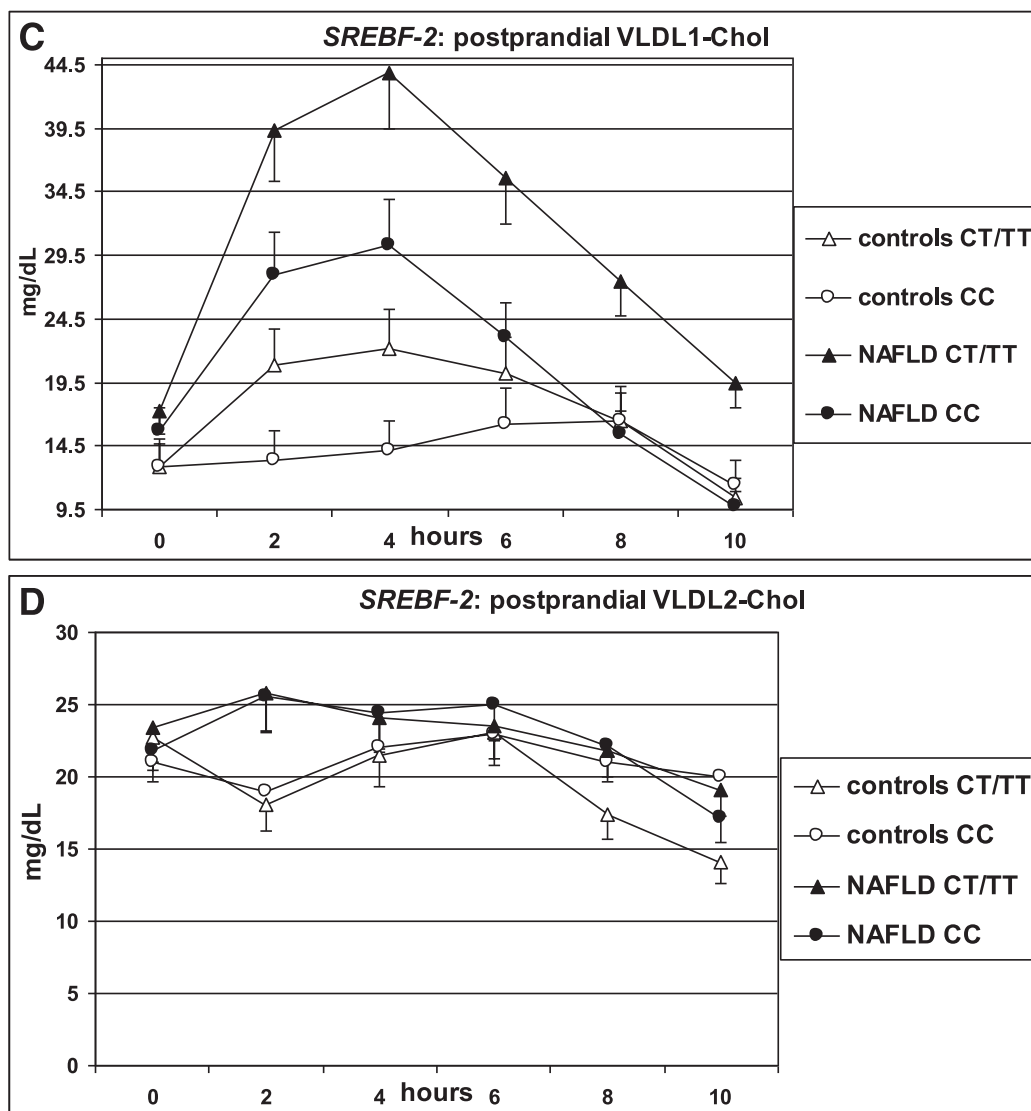 C
SREBF-2: postprandial VLDL1-Chol
mg/dL
44.5
39.5
34.5
29.5
24.5
19.5
14.5
9.5
0 2 4 6 8 10
hours
controls CT/TT
controls CC
NAFLD CT/TT
NAFLD CC
D
SREBF-2: postprandial VLDL2-Chol
mg/dL
30
25
20
15
10
5
0
0 2 4 6 8 10
hours
controls CT/TT
controls CC
NAFLD CT/TT
NAFLD CC